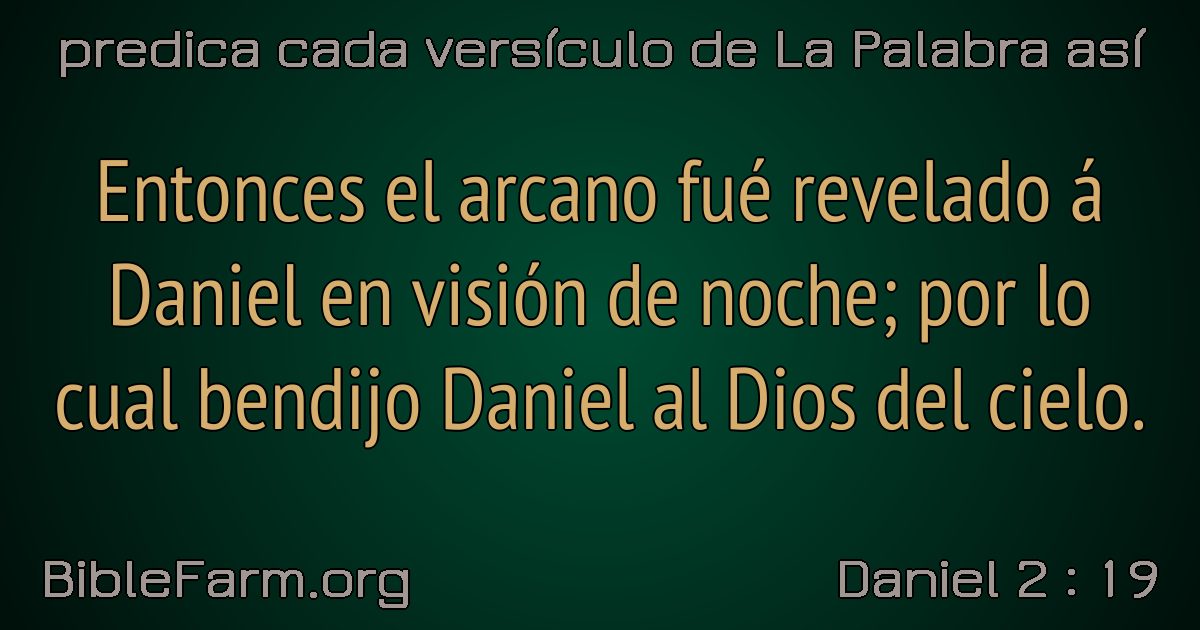 predica cada versículo de La Palabra así
Entonces el arcano fué revelado á
Daniel en visión de noche; por lo
cual bendijo Daniel al Dios del cielo.
BibleFarm.org
Daniel 2 : 19